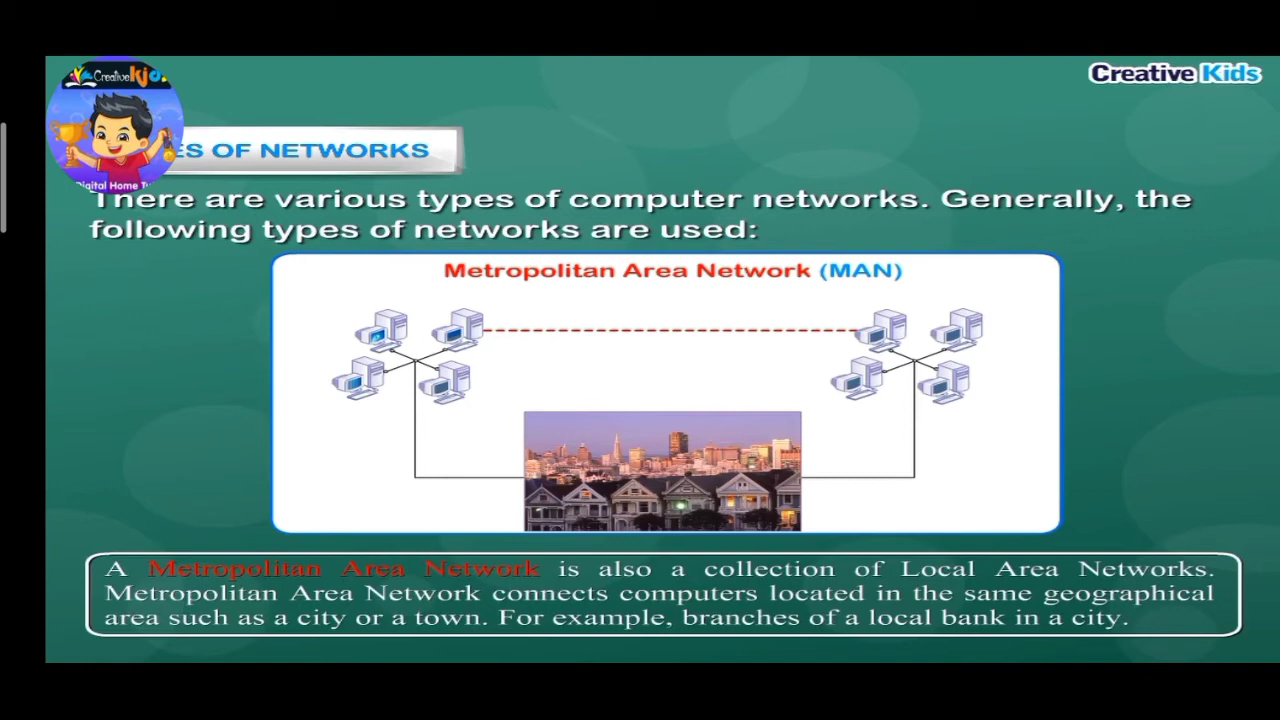 Creative Kids
Creative
Digital Home
ES OF NETWORKS
There are various types of computer networks. Generally, the
following types of networks are used:
Metropolitan Area Network (MAN)
A Metropolitan Area Network is also a collection of Local Area Networks.
Metropolitan Area Network connects computers located in the same geographical
area such as a city or a town. For example, branches of a local bank in a city.